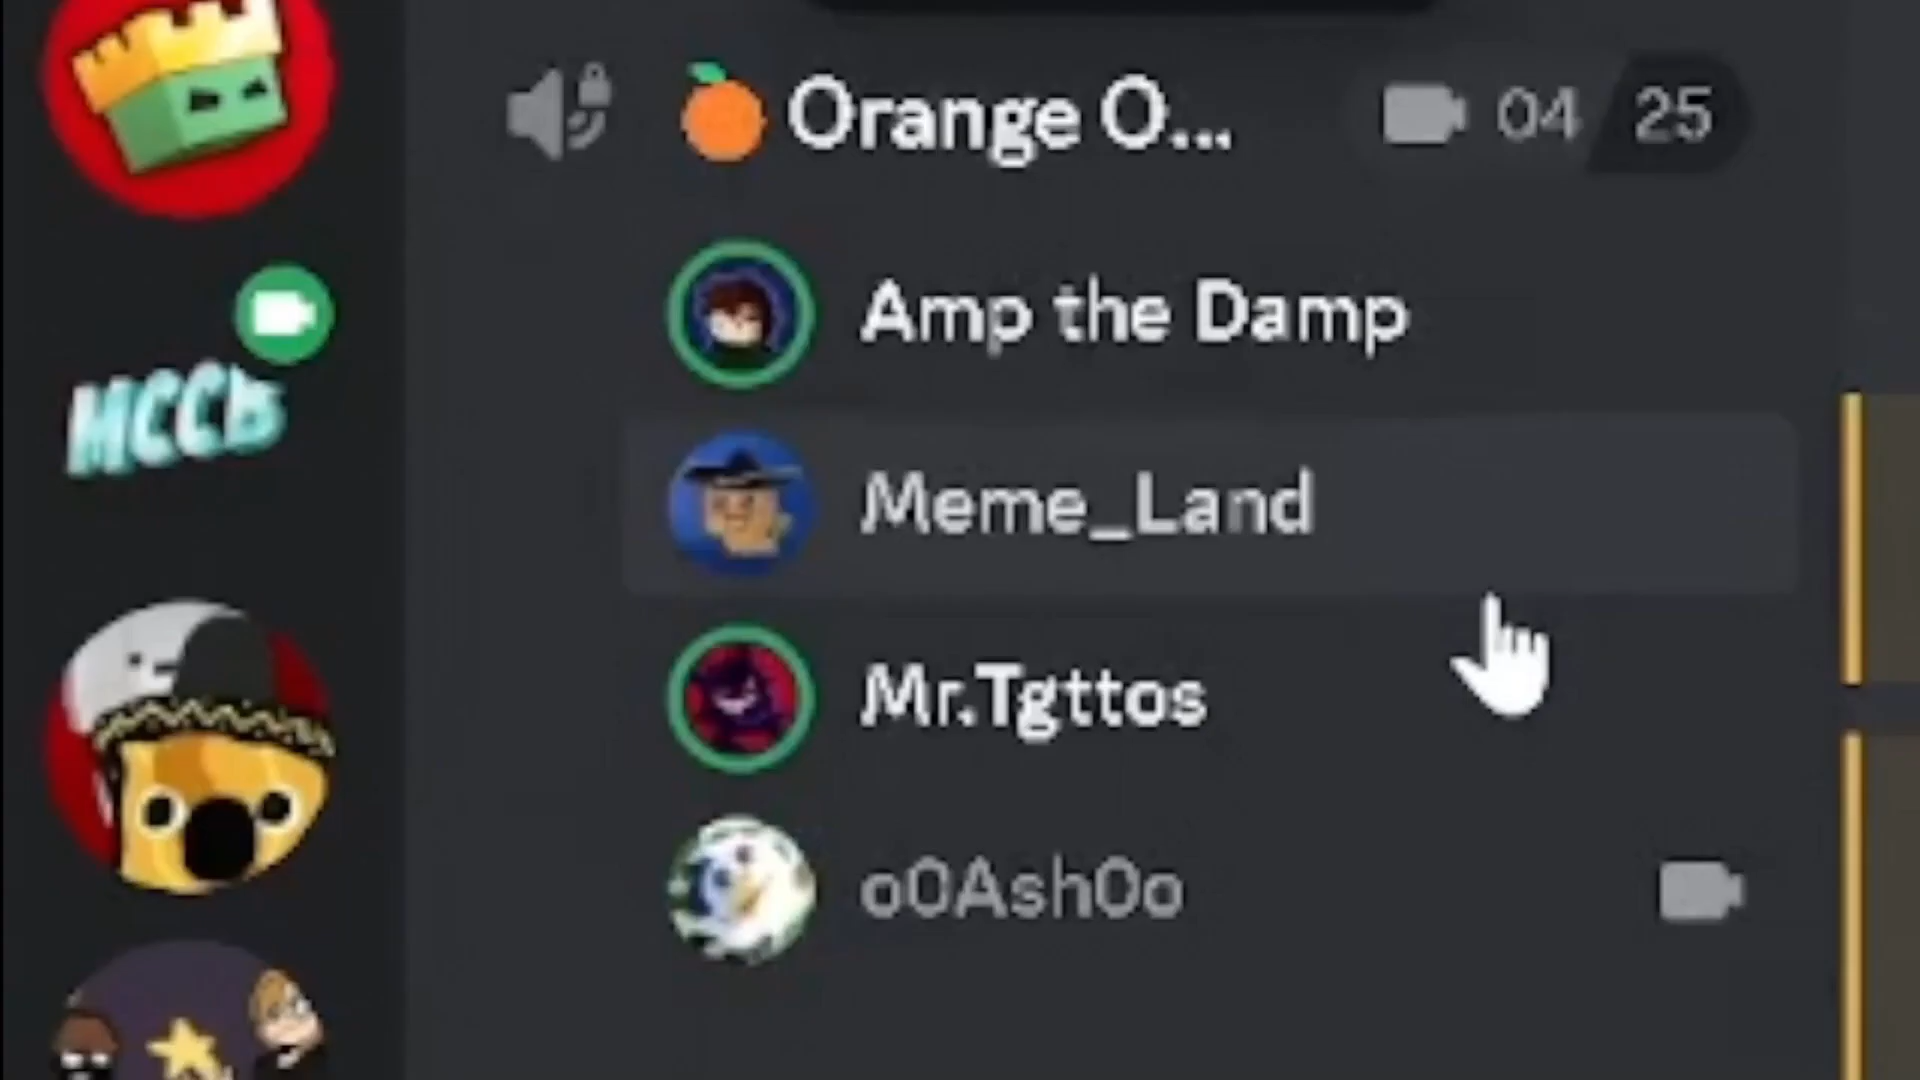 Orange O... 04 25
Amp the Damp
MCCb
Meme_Land
Mr.Tgttos
o0Ash0o